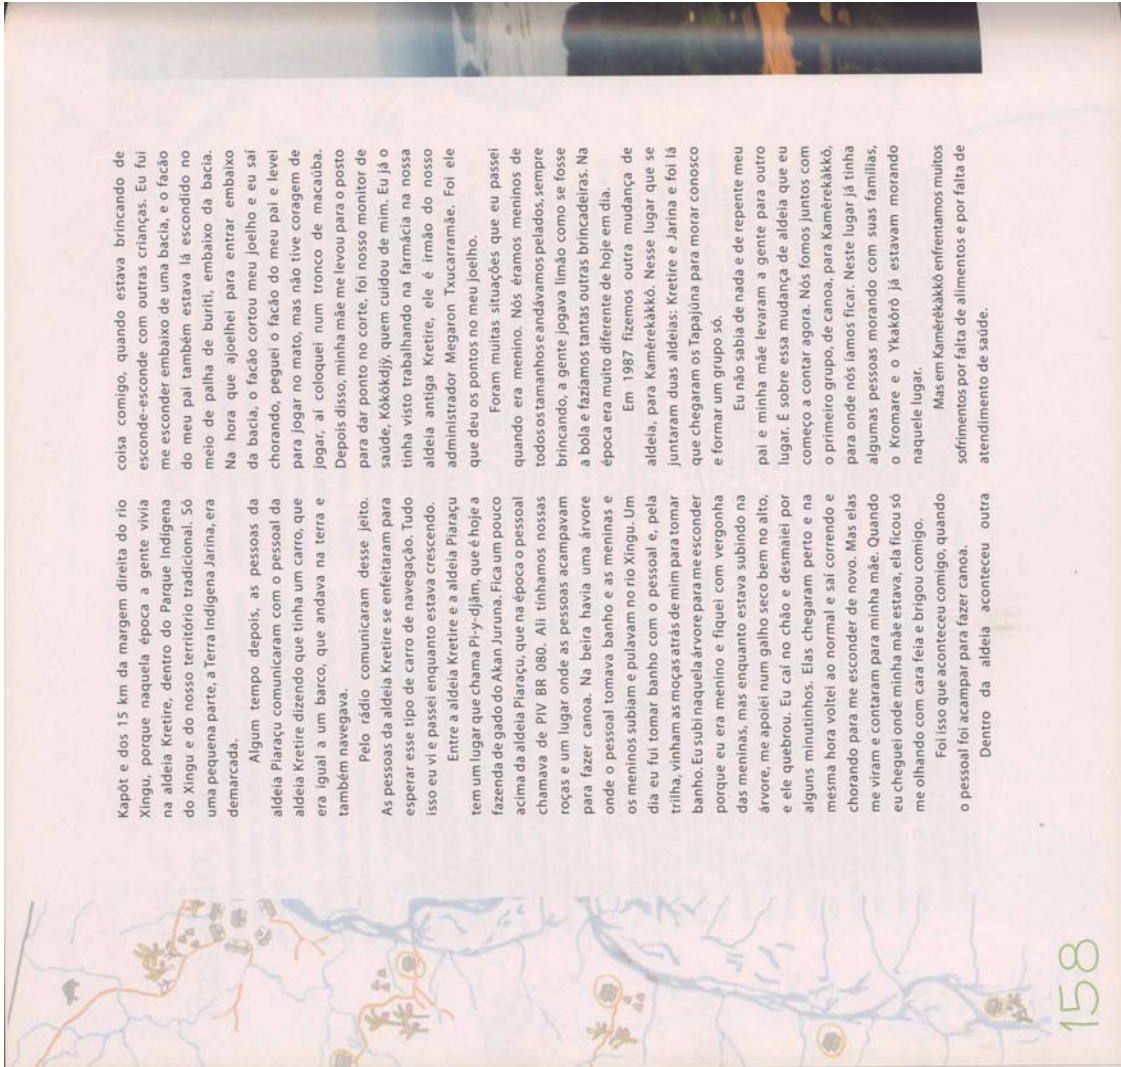 Kapôt e dos 15 km da margem direita do rio
Xingu, porque naquela época a gente vivia
na aldeia Kretire, dentro do Parque Indígena
do Xingu e do nosso território tradicional. Só
uma pequena parte, a Terra Indígena Jarina, era
demarcada.
Algum tempo depois, as pessoas da
aldeia Piaraçu comunicaram com o pessoal da
aldeia Kretire dizendo que tinha um carro, que
era igual a um barco, que andava na terra e
também navegava.
Pelo rádio comunicaram desse jeito.
As pessoas da aldeia Kretire se enfeitaram para
esperar esse tipo de carro de navegação. Tudo
isso eu vi e passei enquanto estava crescendo.
Entre a aldeia Kretire e a aldeia Piaraçu
tem um lugar que chama Pi-y-djãm, que é hoje a
fazenda de gado do Akan Juruna. Fica um pouco
acima da aldeia Piaraçu, que na época o pessoal
chamava de PIV BR 080. Ali tínhamos nossas
roças e um lugar onde as pessoas acampavam
para fazer canoa. Na beira havia uma árvore
onde o pessoal tomava banho e as meninas e
os meninos subiam e pulavam no rio Xingu. Um
dia eu fui tomar banho com o pessoal e, pela
trilha, vinham as moças atrás de mim para tomar
banho. Eu subi naquela árvore para me esconder
porque eu era menino e fiquei com vergonha
das meninas, mas enquanto estava subindo na
árvore, me apoiei num galho seco bem no alto,
e ele quebrou. Eu caí no chão e desmaiei por
alguns minutinhos. Elas chegaram perto e na
mesma hora voltei ao normal e saí correndo e
chorando para me esconder de novo. Mas elas
me viram e contaram para minha mãe. Quando
eu cheguei onde minha mãe estava, ela ficou só
me olhando com cara feia e brigou comigo.
Foi isso que aconteceu comigo, quando
o pessoal foi acampar para fazer canoa.
Dentro da aldeia aconteceu outra
coisa comigo, quando estava brincando de
esconde-esconde com outras crianças. Eu fui
me esconder embaixo de uma bacia, e o facão
do meu pai também estava lá escondido no
meio de palha de buriti, embaixo da bacia.
Na hora que ajoelhei para entrar embaixo
da bacia, o facão cortou meu joelho e eu saí
chorando, peguei o facão do meu pai e levei
para jogar no mato, mas não tive coragem de
jogar, aí coloquei num tronco de macaúba.
Depois disso, minha mãe me levou para o posto
para dar ponto no corte, foi nosso monitor de
saúde, Kôkôkdjỳ, quem cuidou de mim. Eu já o
tinha visto trabalhando na farmácia na nossa
aldeia antiga Kretire, ele é irmão do nosso
administrador Megaron Txucarramãe. Foi ele
que deu os pontos no meu joelho.
Foram muitas situações que eu passei
quando era menino. Nós éramos meninos de
todos os tamanhos e andávamos pelados, sempre
brincando, a gente jogava limão como se fosse
a bola e fazíamos tantas outras brincadeiras. Na
época era muito diferente de hoje em dia.
Em 1987 fizemos outra mudança de
aldeia, para Kamêrekàkkô. Nesse lugar que se
juntaram duas aldeias: Kretire e Jarina e foi lá
que chegaram os Tapajúna para morar conosco
e formar um grupo só.
Eu não sabia de nada e de repente meu
pai e minha mãe levaram a gente para outro
lugar. É sobre essa mudança de aldeia que eu
começo a contar agora. Nós fomos juntos com
o primeiro grupo, de canoa, para Kamêrekàkkô,
para onde nós íamos ficar. Neste lugar já tinha
algumas pessoas morando com suas famílias,
o Kromare e o Ykakôrô já estavam morando
naquele lugar.
Mas em Kamêrêkàkkô enfrentamos muitos
sofrimentos por falta de alimentos e por falta de
atendimento de saúde.
158